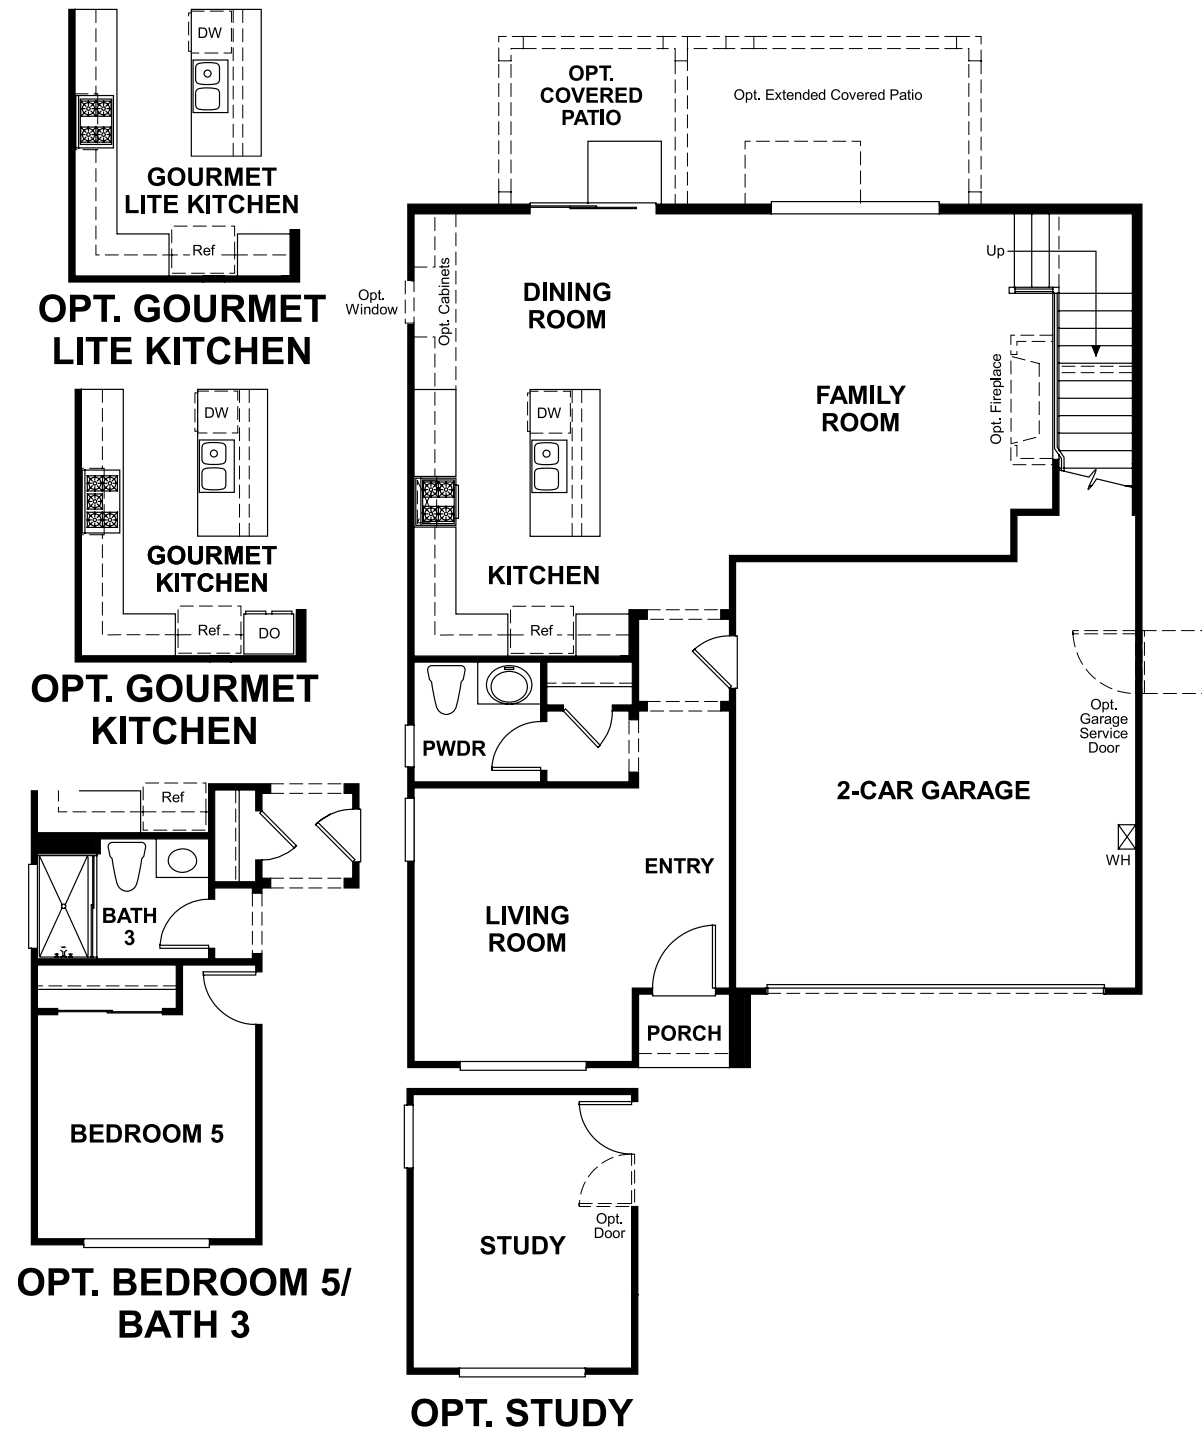 DW
GOURMET
LITE KITCHEN
Ref
OPT. GOURMET
LITE KITCHEN
DW
GOURMET
KITCHEN
Ref
DO
OPT. GOURMET
KITCHEN
Ref
BATH
3
BEDROOM 5
OPT. BEDROOM 5/
BATH 3
OPT.
COVERED
PATIO
Opt. Extended Covered Patio
Up
Opt.
Window
Opt. Cabinets
DINING
ROOM
FAMILY
ROOM
Opt. Fireplace
DW
KITCHEN
Ref
PWDR
Opt.
Garage
Service
Door
2-CAR GARAGE
WH
ENTRY
LIVING
ROOM
PORCH
STUDY
Opt.
Door
OPT. STUDY